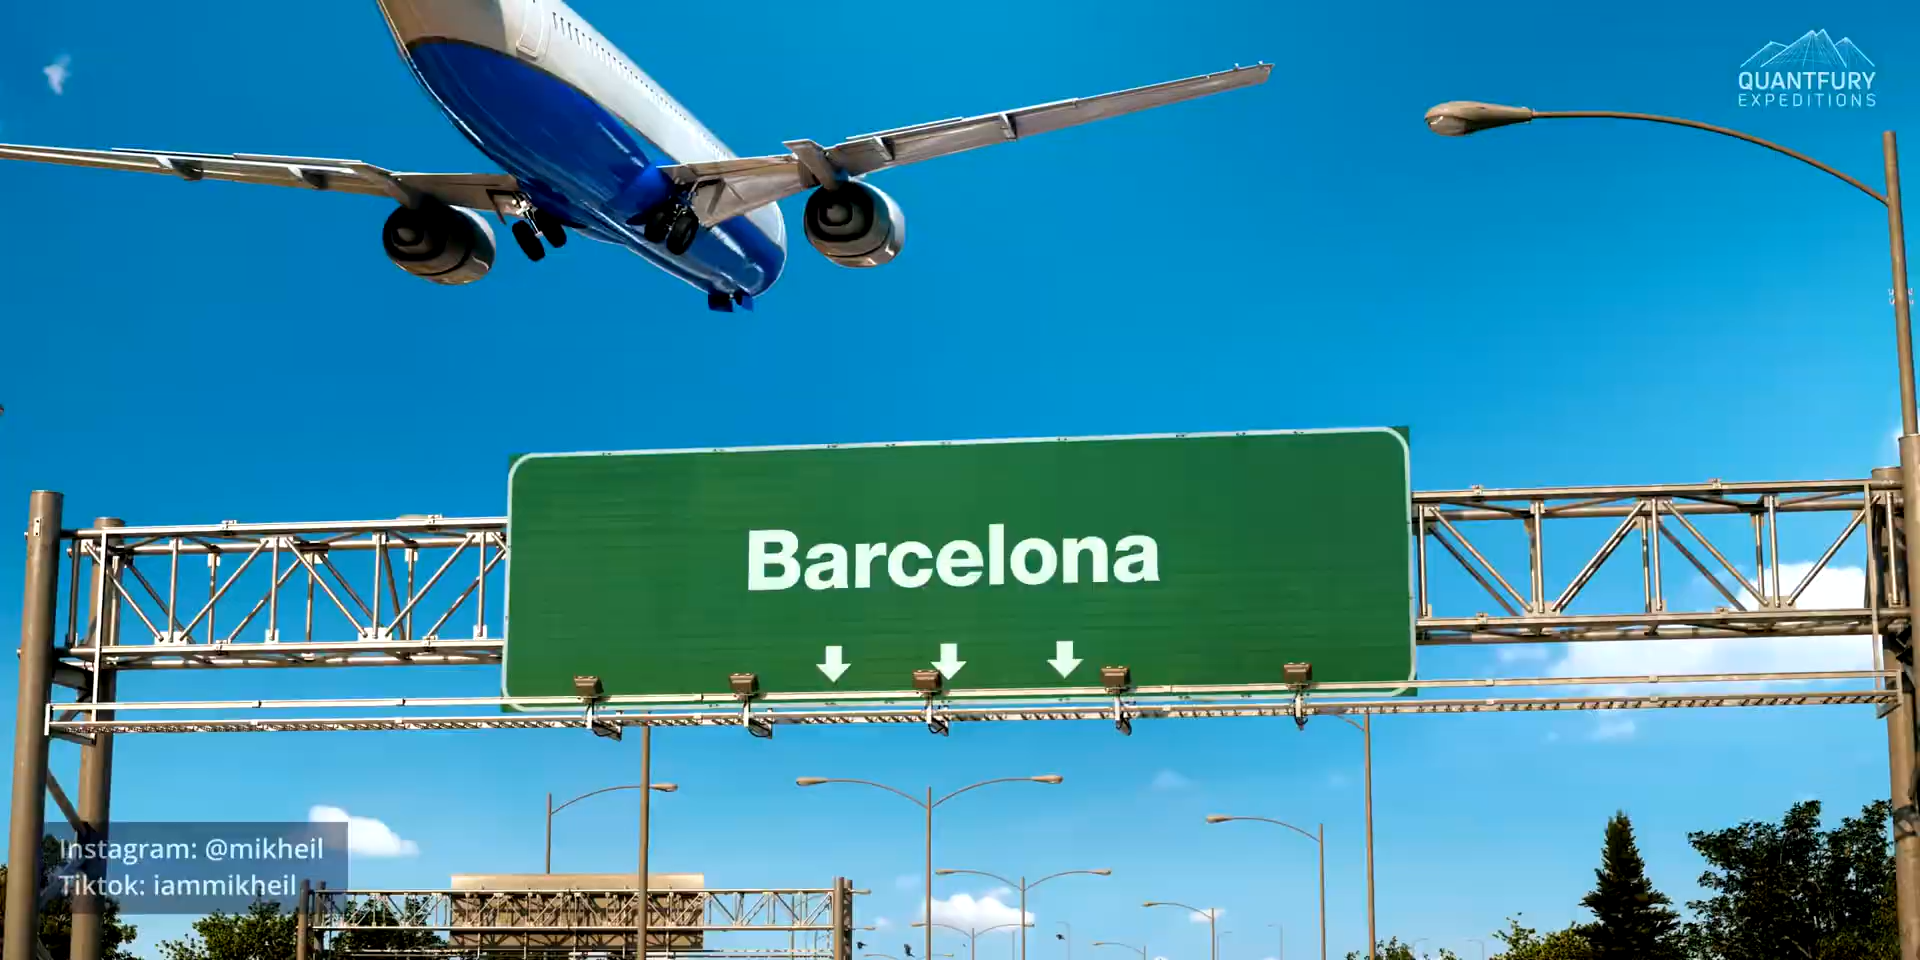 QUANTFURY
EXPEDITIONS
Barcelona
Instagram: @mikheil
Tiktok: iammikheil